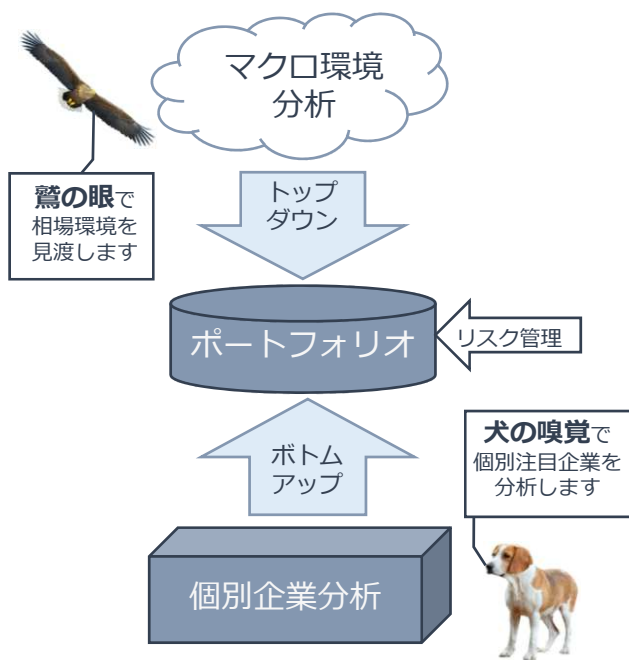 マクロ環境
分析
鷲の眼で
相場環境を
見渡します
トップ
ダウン
ポートフォリオ
リスク管理
ボトム
アップ
犬の嗅覚で
個別注目企業を
分析します
個別企業分析